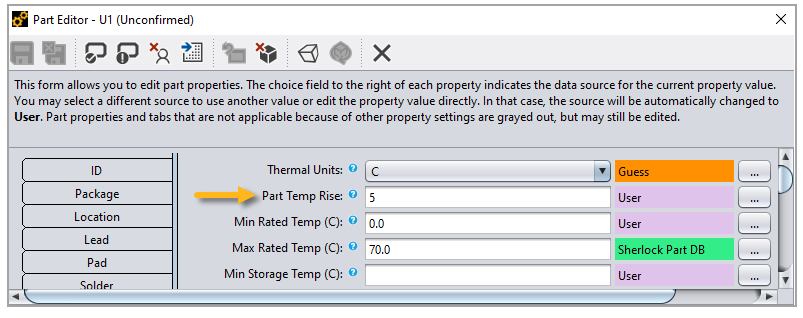 Part Editor - U1 (Unconfirmed)
This form allows you to edit part properties. The choice field to the right of each property indicates the data source for the current property value.
You may select a different source to use another value or edit the property value directly. In that case, the source will be automatically changed to
User. Part properties and tabs that are not applicable because of other property settings are grayed out, but may still be edited.
ID
Package
Location
Lead
Pad
Solder
Thermal Units: ? C Guess ...
Part Temp Rise: ? 5 User ...
Min Rated Temp (C): ? 0.0 User ...
Max Rated Temp (C): ? 70.0 Sherlock Part DB ...
Min Storage Temp (C): ? User ...